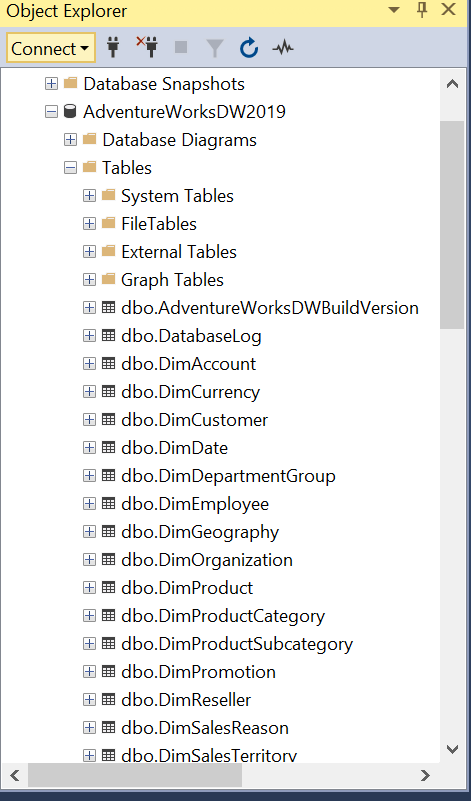 Object Explorer
Connect
Database Snapshots
AdventureWorksDW2019
Database Diagrams
Tables
System Tables
FileTables
External Tables
Graph Tables
dbo.AdventureWorksDWBuildVersion
dbo.DatabaseLog
dbo.DimAccount
dbo.DimCurrency
dbo.DimCustomer
dbo.DimDate
dbo.DimDepartmentGroup
dbo.DimEmployee
dbo.DimGeography
dbo.DimOrganization
dbo.DimProduct
dbo.DimProductCategory
dbo.DimProductSubcategory
dbo.DimPromotion
dbo.DimReseller
dbo.DimSalesReason
dbo.DimSalesTerritory